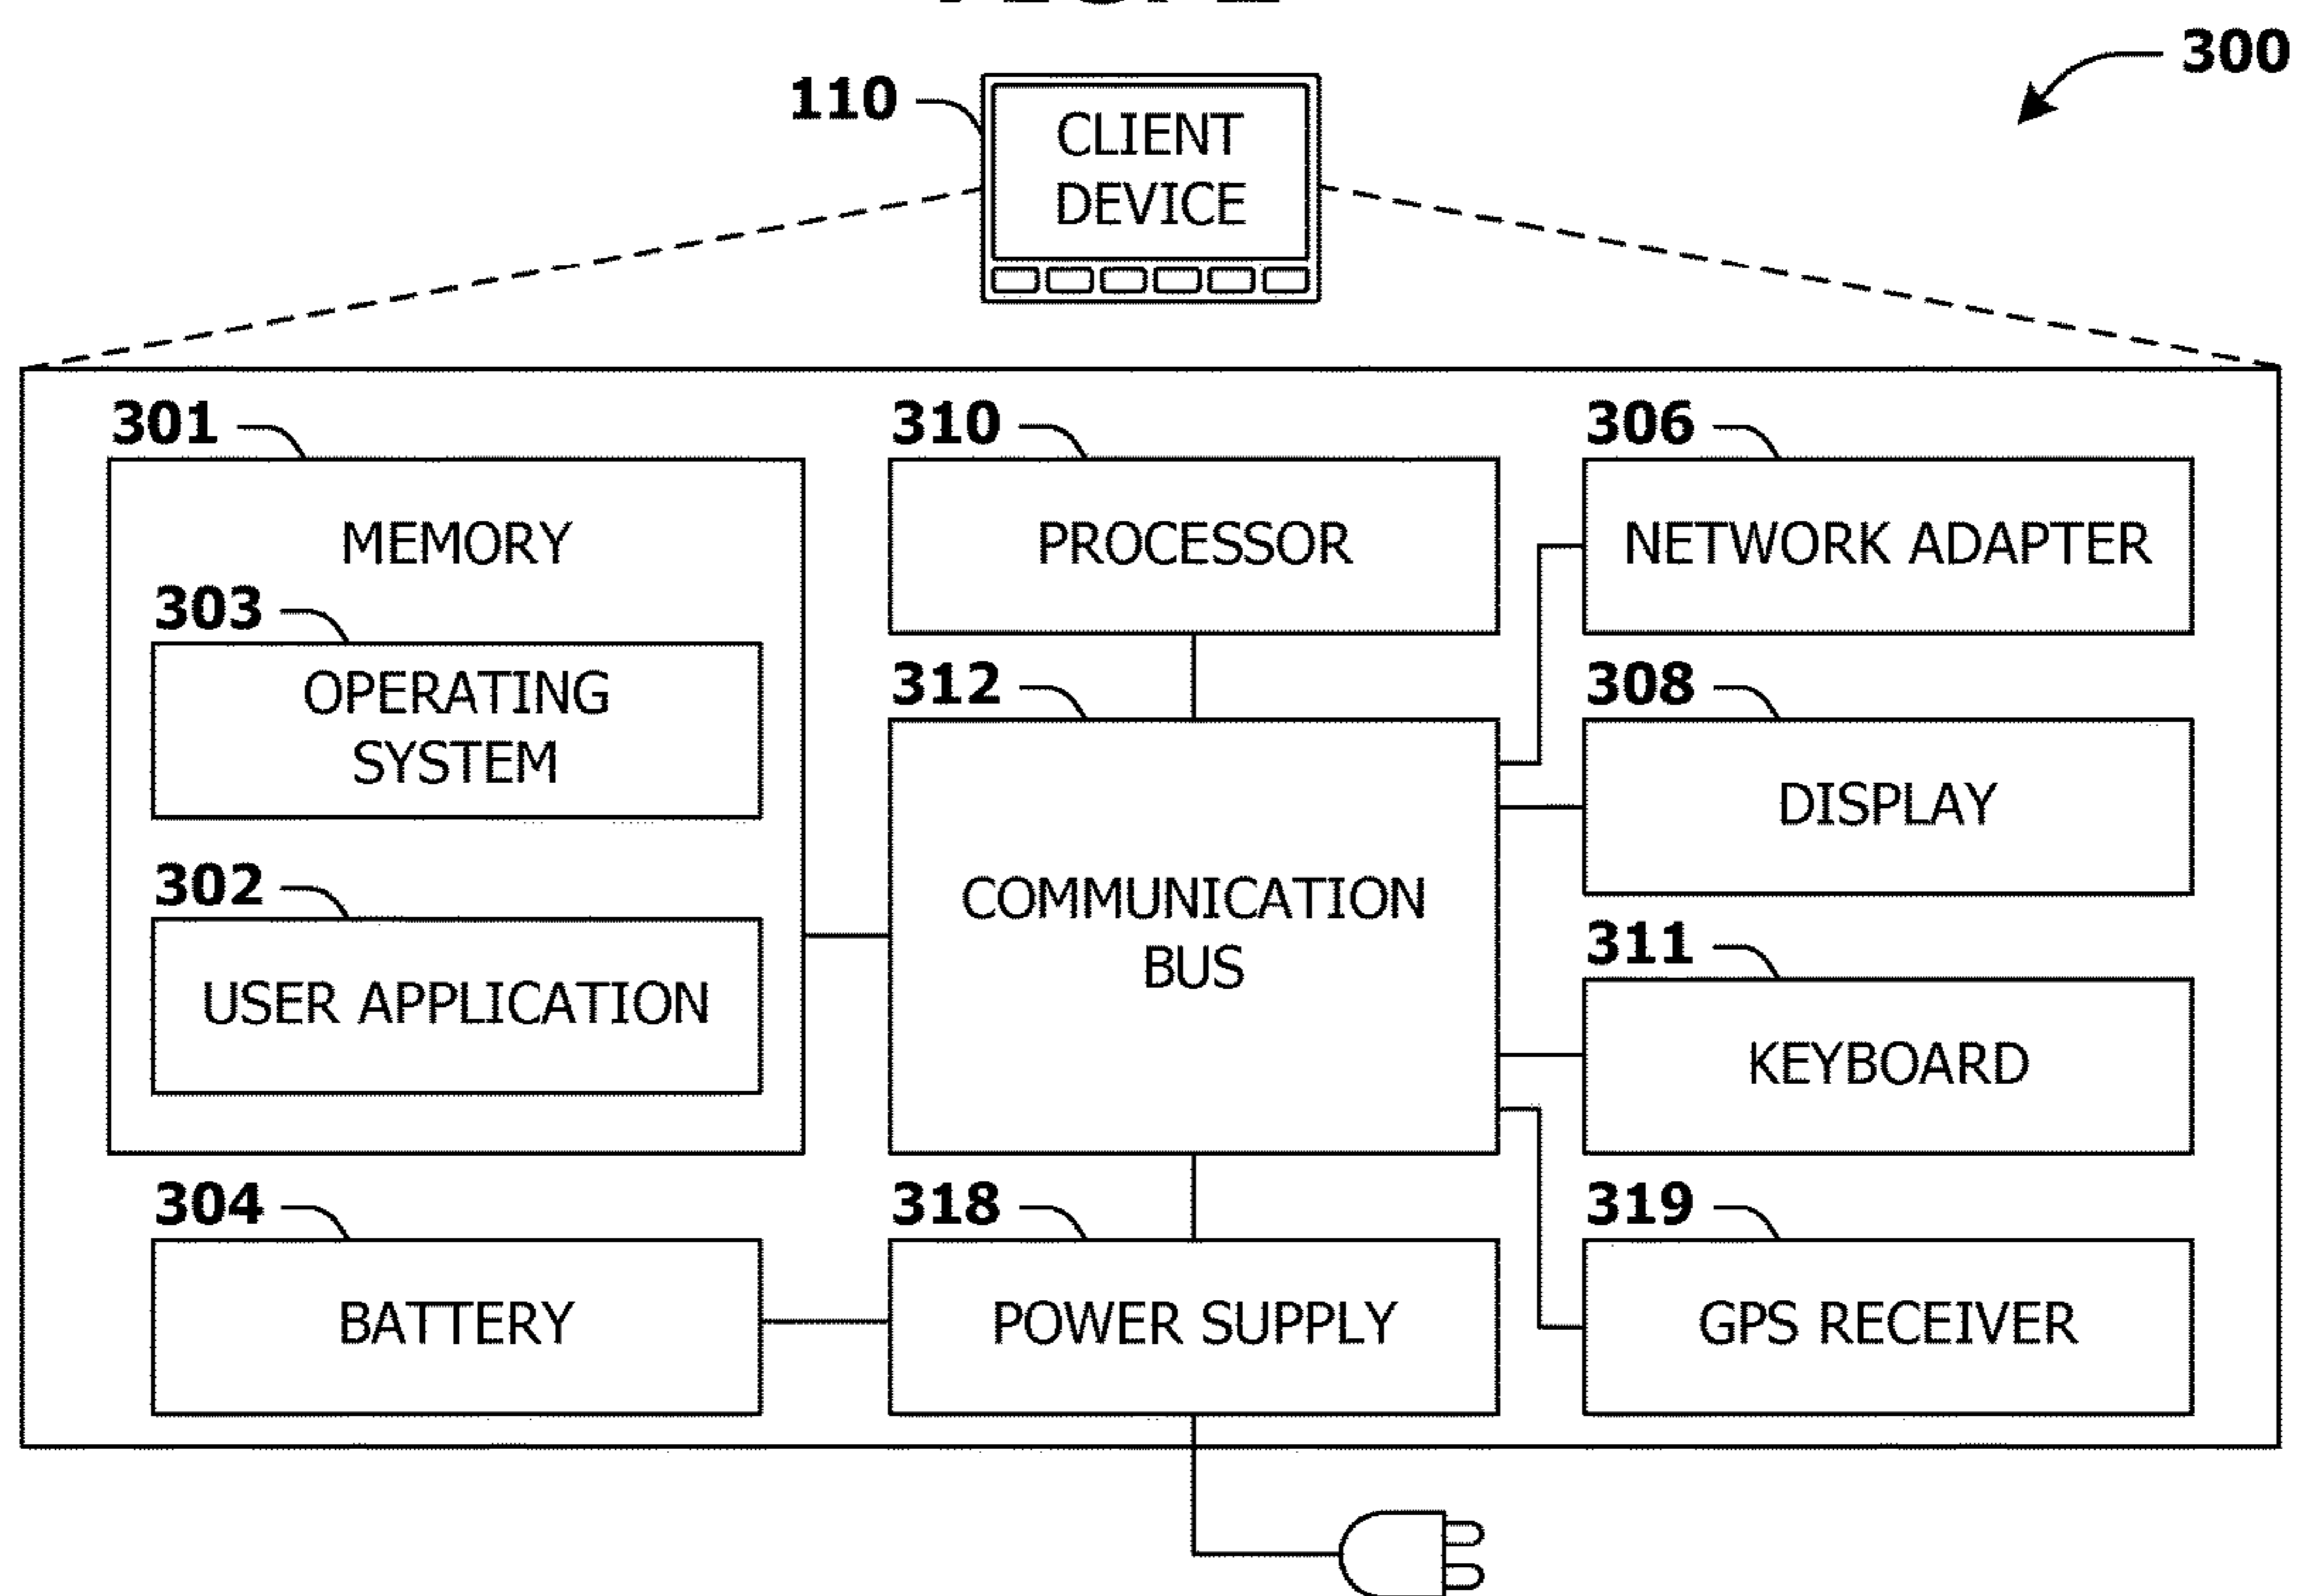 300
110
CLIENT
DEVICE
301
310
306
MEMORY
PROCESSOR
NETWORK ADAPTER
303
OPERATING
SYSTEM
312
308
DISPLAY
302
USER APPLICATION
COMMUNICATION
BUS
311
KEYBOARD
304
318
319
BATTERY
POWER SUPPLY
GPS RECEIVER